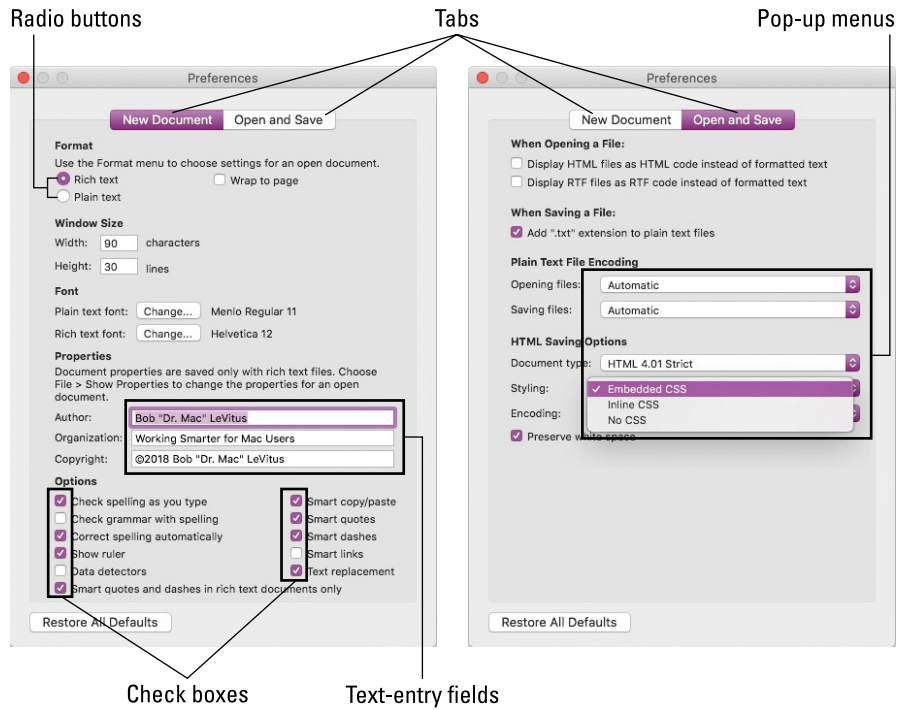 Radio buttons
Tabs
Pop-up menus
Preferences
New Document
Open and Save
Format
Use the Format menu to choose settings for an open document.
Rich text
Wrap to page
Plain text
Window Size
Width: 90 characters
Height: 30 lines
Font
Plain text font: Change... Menlo Regular 11
Rich text font: Change... Helvetica 12
Properties
Document properties are saved only with rich text files. Choose
File > Show Properties to change the properties for an open
document.
Author: Bob "Dr. Mac" LeVitus
Organization: Working Smarter for Mac Users
Copyright: ©2018 Bob "Dr. Mac" LeVitus
Options
Check spelling as you type
Smart copy/paste
Check grammar with spelling
Smart quotes
Correct spelling automatically
Smart dashes
Show ruler
Smart links
Data detectors
Text replacement
Smart quotes and dashes in rich text documents only
Restore All Defaults
Preferences
New Document
Open and Save
When Opening a File:
Display HTML files as HTML code instead of formatted text
Display RTF files as RTF code instead of formatted text
When Saving a File:
Add ".txt" extension to plain text files
Plain Text File Encoding
Opening files: Automatic
Saving files: Automatic
HTML Saving Options
Document type: HTML 4.01 Strict
Styling: ✓ Embedded CSS
Inline CSS
Encoding:
No CSS
Preserve white space
Restore All Defaults
Check boxes
Text-entry fields